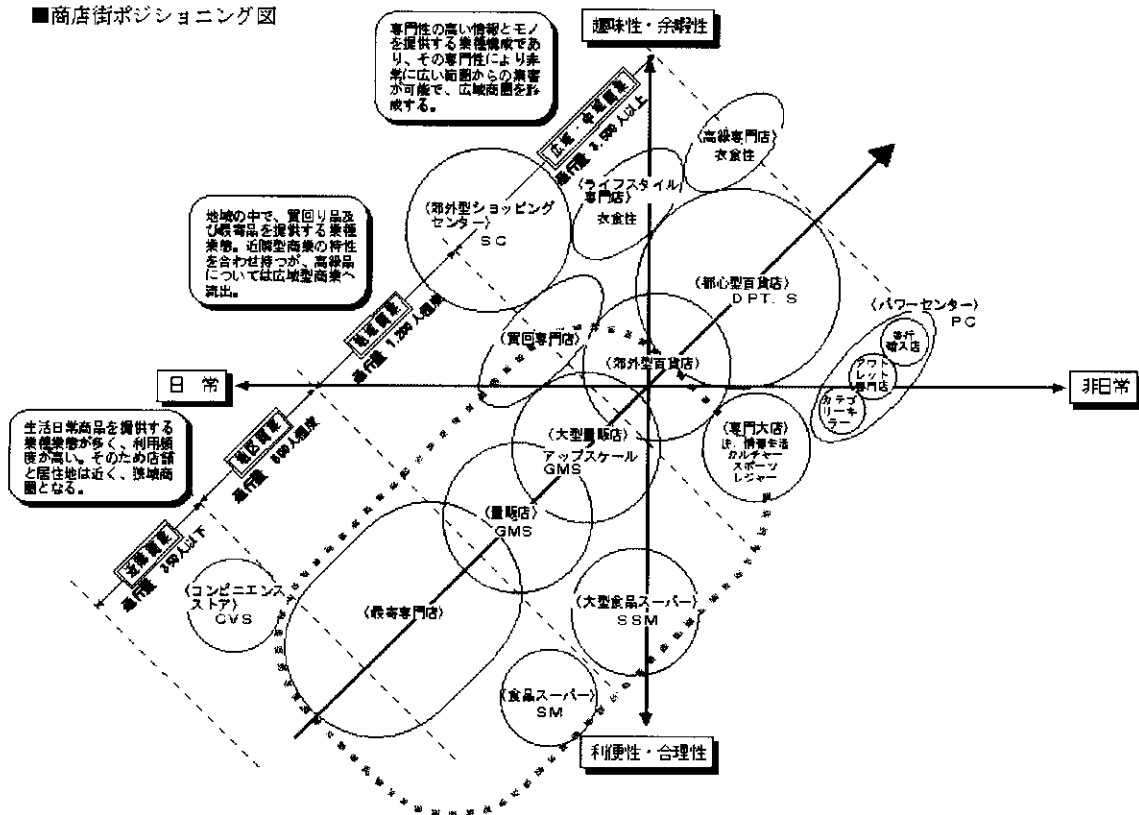 ■商店街ポジショニング図
趣味性・余暇性
専門性の高い情報とモノ
を提供する業種構成であ
り、その専門性により非
常に広い範囲からの集客
が可能で、広域商圏を形
成する。
広域・中域商業
通行量 3,500人以上
〈高級専門店〉
衣食住
〈ライフスタイル
専門店〉
衣食住
〈郊外型ショッピング
センター〉
SC
地域の中で、買回り品及
び最寄品を提供する業種
業態。近隣型商業の特性
を合わせ持つが、高級品
については広域型商業へ
流出。
地域商業
通行量 1,200人程度
〈都心型百貨店〉
DPT. S
〈パワーセンター〉
PC
並行
輸入店
アウト
レット
専門店
カテゴ
リーキ
ラー
〈買回専門店〉
〈郊外型百貨店〉
日 常
非日常
生活日常商品を提供する
業種業態が多く、利用頻
度が高い。そのため店舗
と居住地は近く、狭域商
圏となる。
地区商業
〈大型量販店〉
アップスケール
GMS
〈専門大店〉
カルチャー
スポーツ
レジャー
〈量販店〉
GMS
近隣商業
通行量 350人以下
〈コンビニエンス
ストア〉
CVS
〈最寄専門店〉
〈大型食品スーパー〉
SSM
〈食品スーパー〉
SM
利便性・合理性